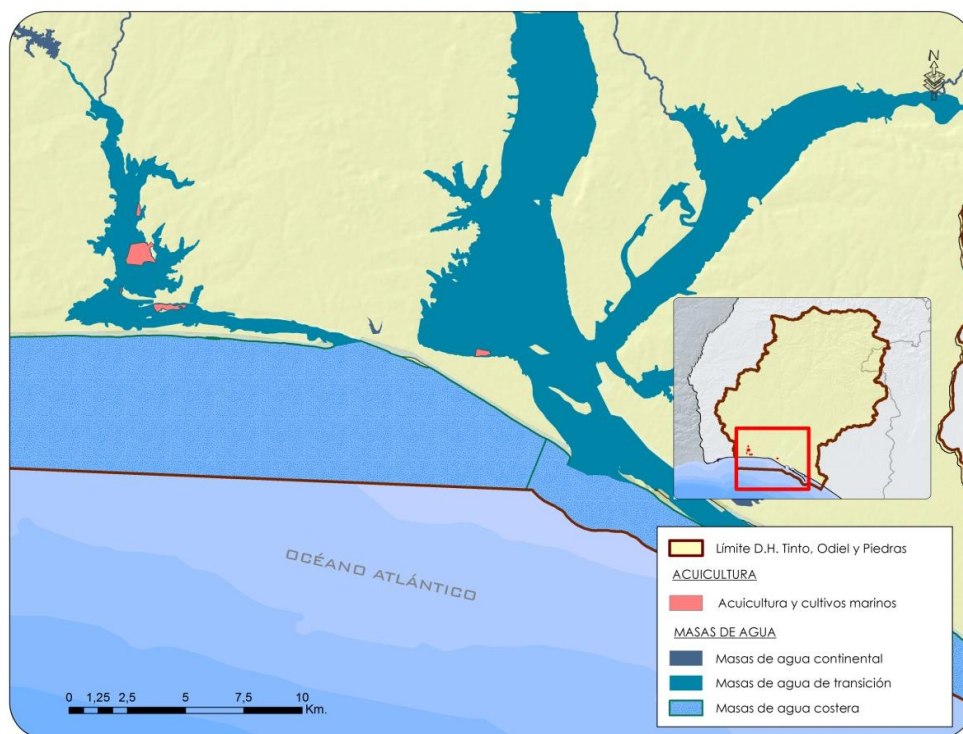 N
OCÉANO ATLÁNTICO
0 1,25 2,5 5 7,5 10
Km.
Límite D.H. Tinto, Odiel y Piedras
ACUICULTURA
Acuicultura y cultivos marinos
MASAS DE AGUA
Masas de agua continental
Masas de agua de transición
Masas de agua costera